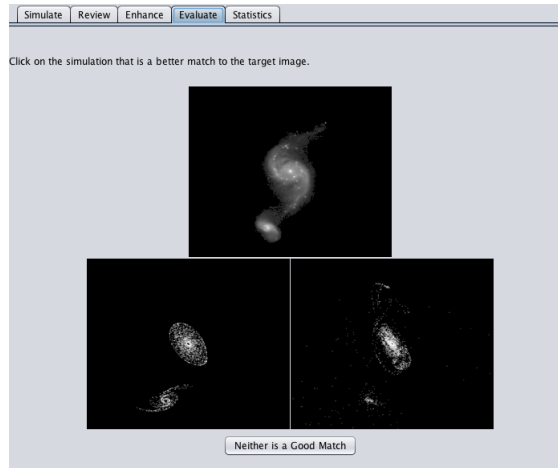 Simulate Review Enhance Evaluate Statistics
Click on the simulation that is a better match to the target image.
Neither is a Good Match